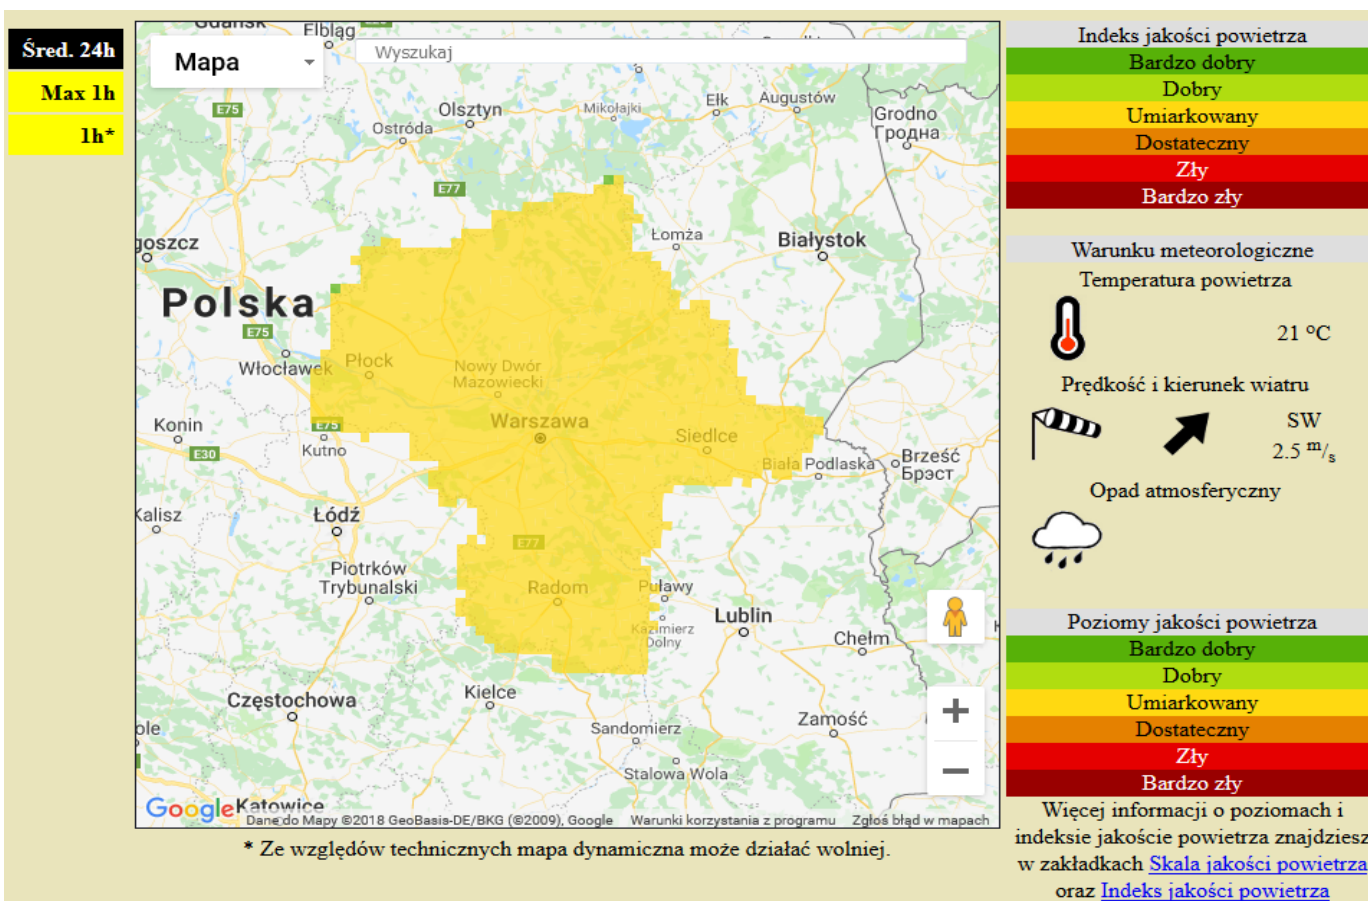 Śred. 24h
Max 1h
1h*
Mapa
Wyszukaj
Gdańsk
Elbląg
E75
Olsztyn
Ostróda
Mikołajki
Ełk
Augustów
Grodno
Гродна
E77
Łomża
Białystok
goszcz
Polska
E75
Włocławek
Płock
Nowy Dwór
Mazowiecki
Warszawa
Siedlce
Konin
E75
E30
Kutno
Biała Podlaska
Brześć
Брэст
Kalisz
Łódź
E77
Piotrków
Trybunalski
Radom
Puławy
Kazimierz
Dolny
Lublin
Chełm
Częstochowa
Kielce
Sandomierz
Zamość
ole
Stalowa Wola
Google
Katowice
Dane do Mapy ©2018 GeoBasis-DE/BKG (©2009), Google
Warunki korzystania z programu
Zgłoś błąd w mapach
* Ze względów technicznych mapa dynamiczna może działać wolniej.
Indeks jakości powietrza
Bardzo dobry
Dobry
Umiarkowany
Dostateczny
Zły
Bardzo zły
Warunku meteorologiczne
Temperatura powietrza
21 °C
Prędkość i kierunek wiatru
SW
2.5 m/s
Opad atmosferyczny
Poziomy jakości powietrza
Bardzo dobry
Dobry
Umiarkowany
Dostateczny
Zły
Bardzo zły
Więcej informacji o poziomach i
indeksie jakoście powietrza znajdziesz
w zakładkach Skala jakości powietrza
oraz Indeks jakości powietrza